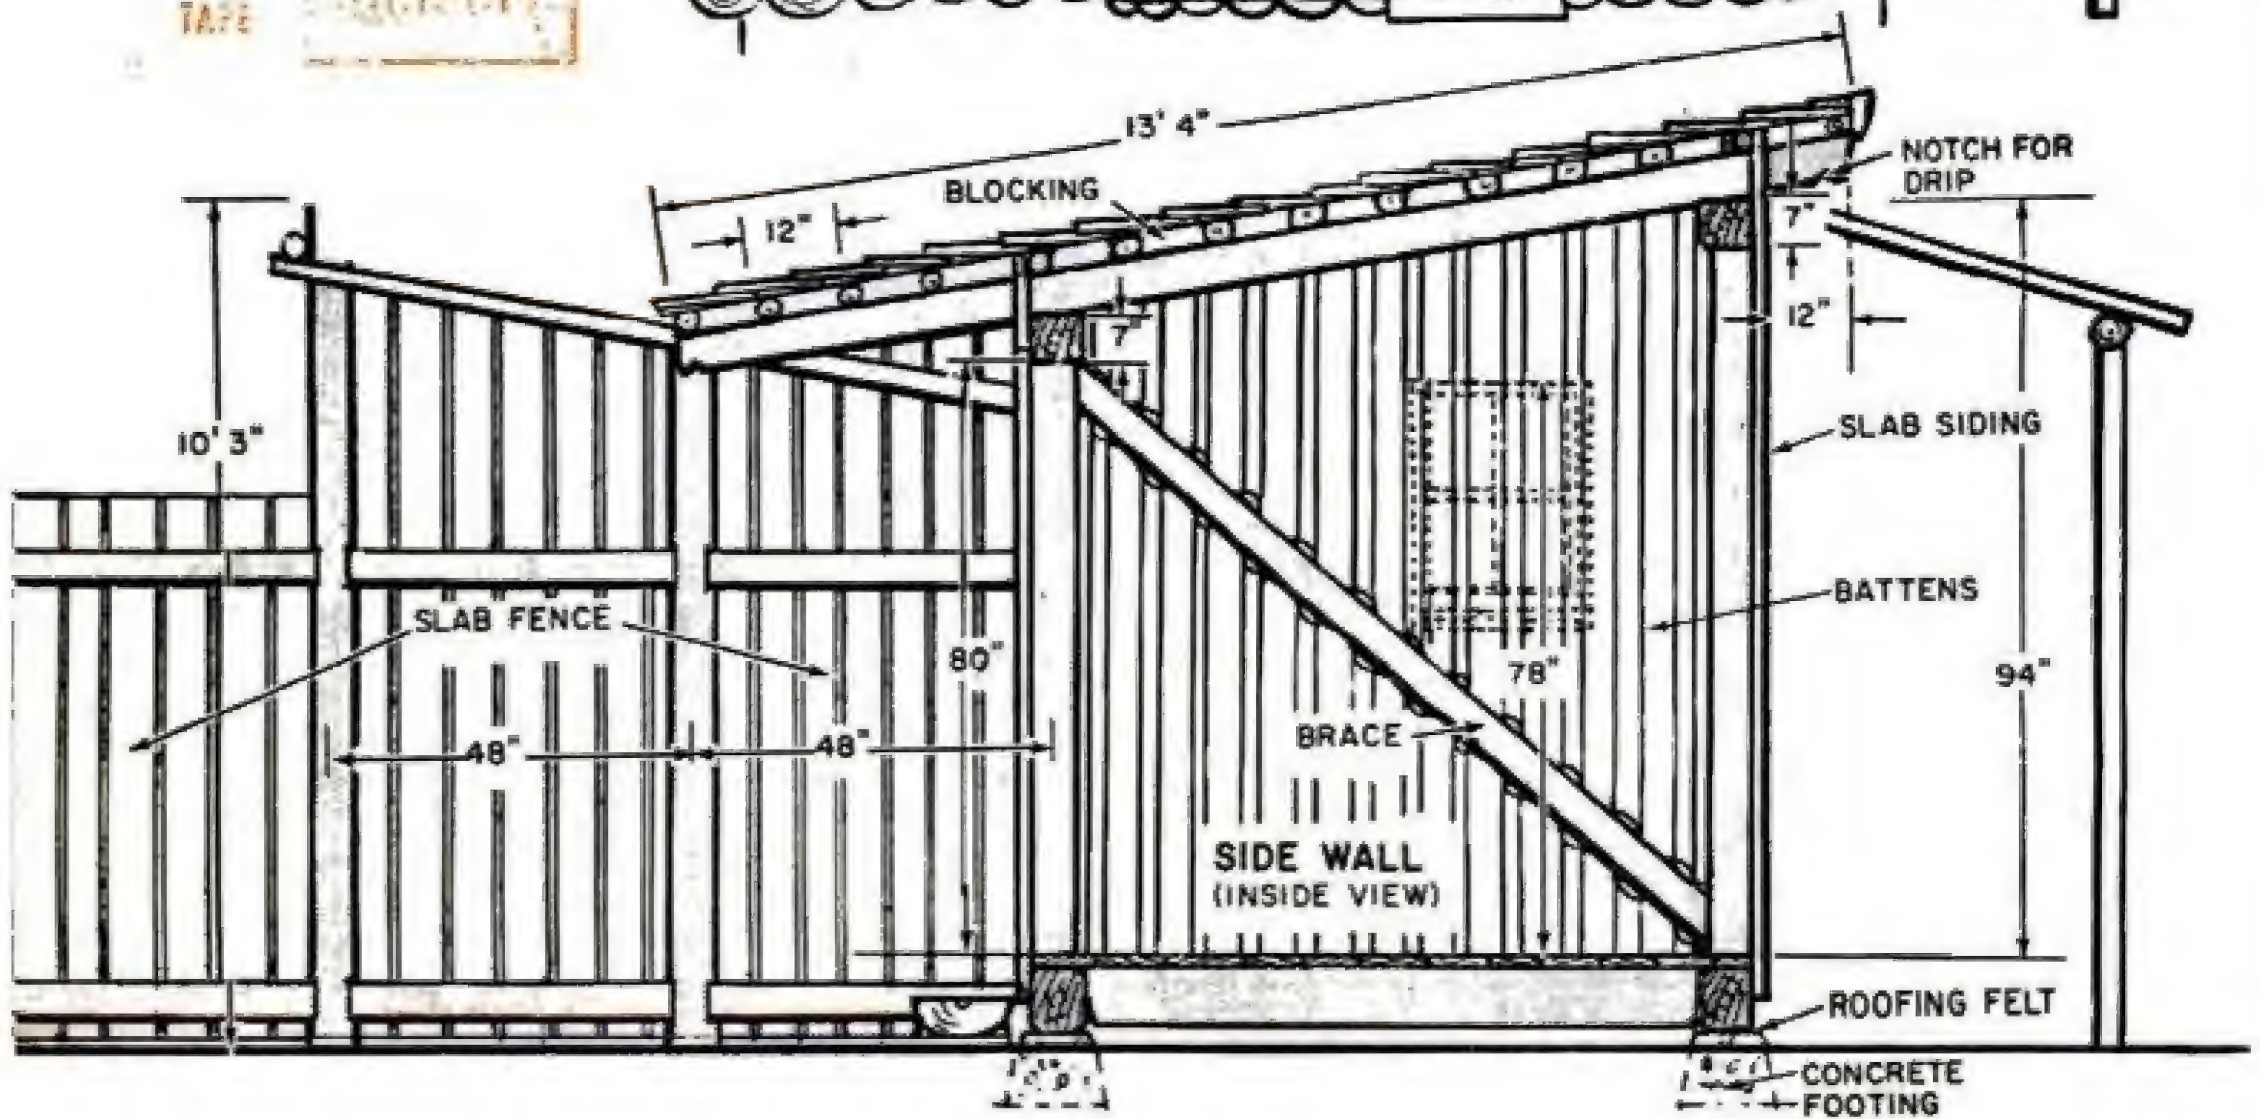 TAPE
13' 4"
NOTCH FOR
DRIP
BLOCKING
12"
7"
12"
7"
10' 3"
SLAB SIDING
BATTENS
SLAB FENCE
80"
78"
94"
BRACE
48"
48"
SIDE WALL
(INSIDE VIEW)
ROOFING FELT
CONCRETE
FOOTING